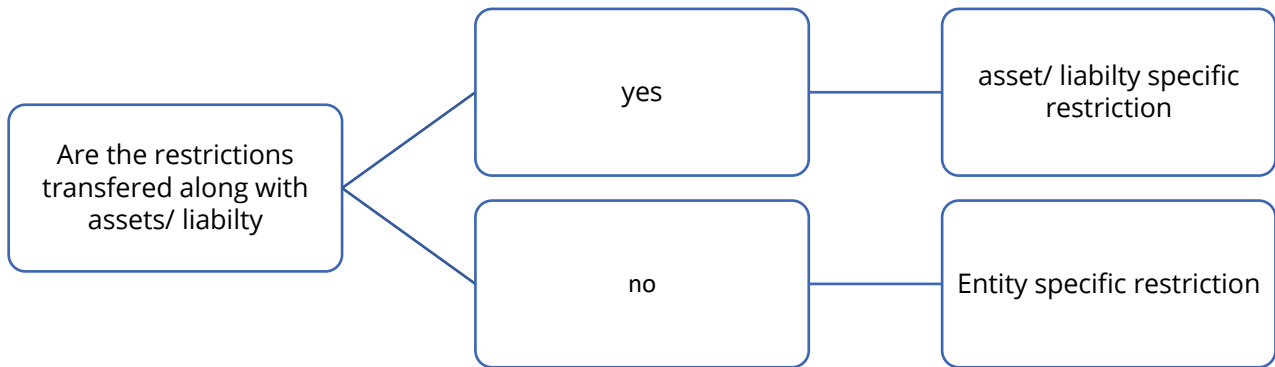 Are the restrictions
transfered along with
assets/ liabilty
yes
asset/ liabilty specific
restriction
no
Entity specific restriction